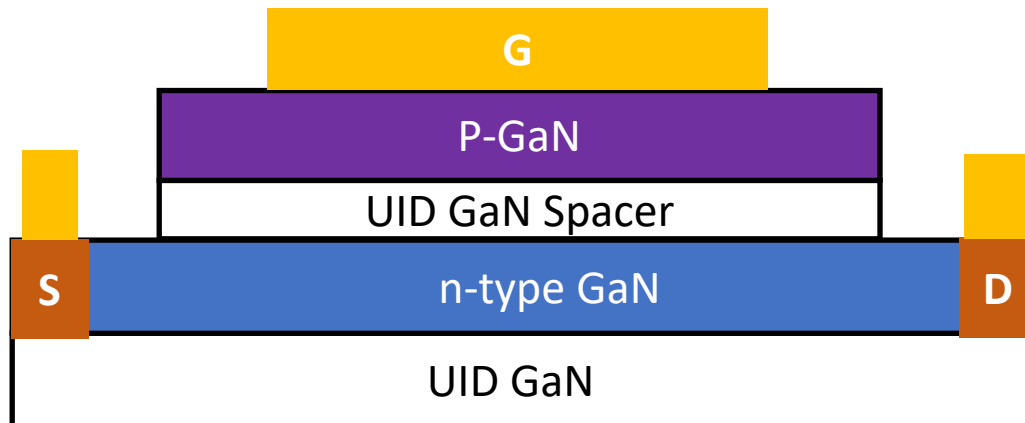 G
P-GaN
UID GaN Spacer
S
n-type GaN
D
UID GaN